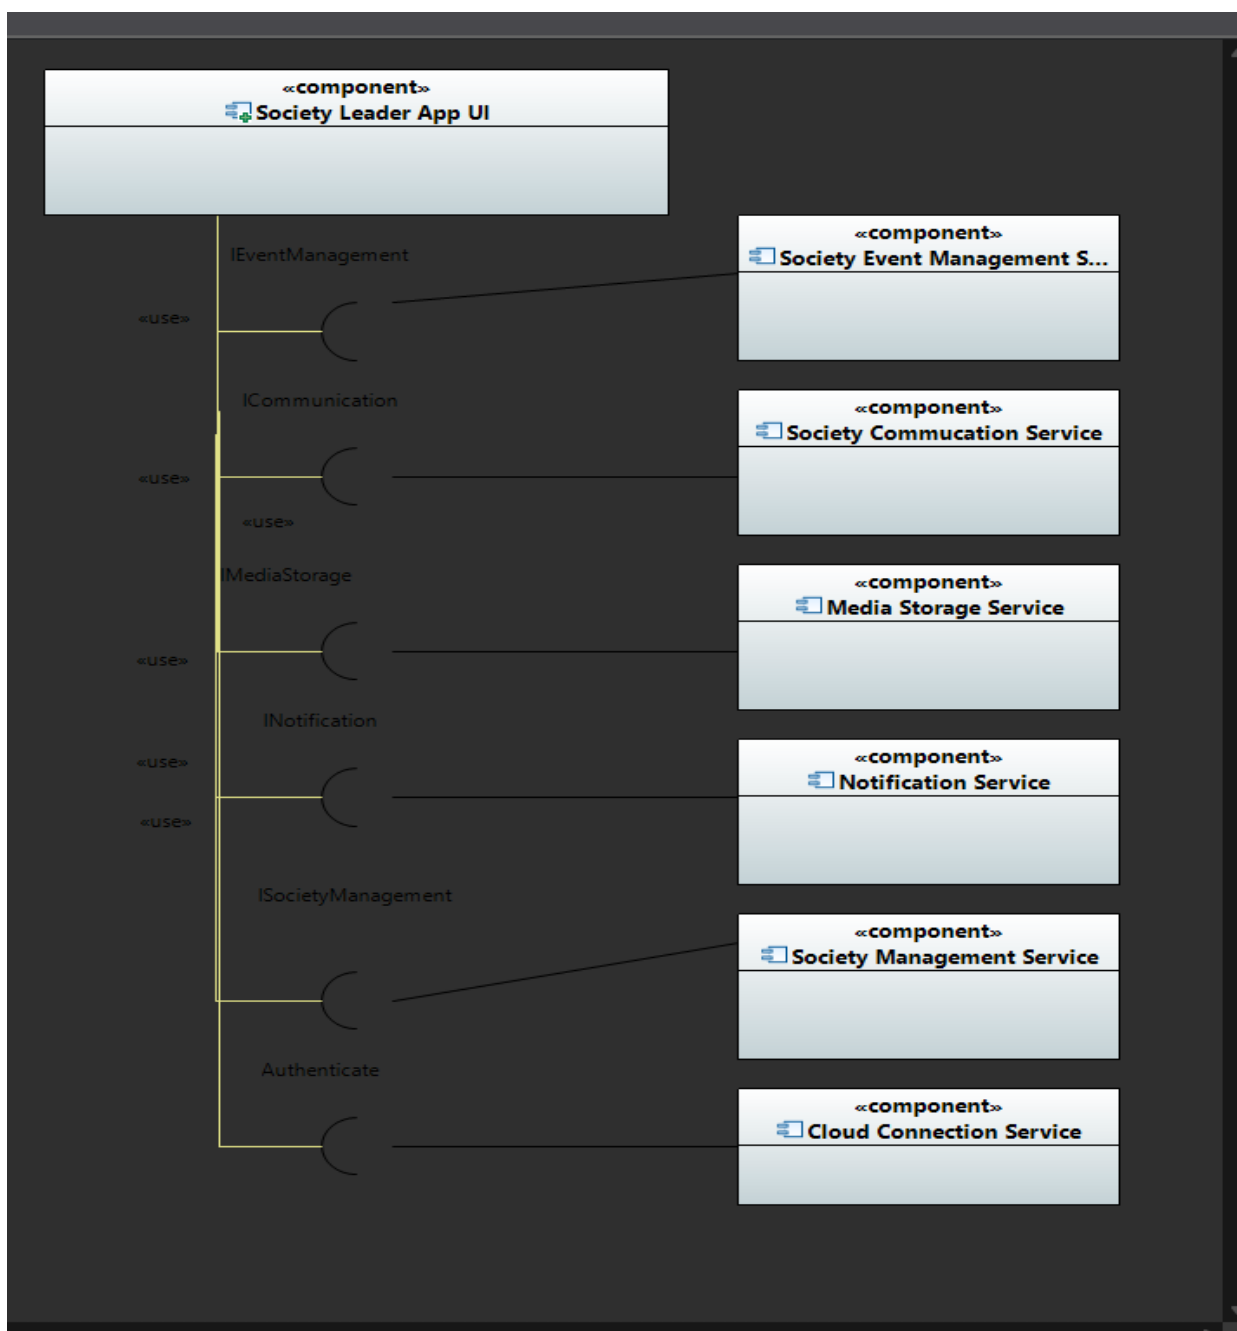 «component»
Society Leader App UI
IEventManagement
«component»
Society Event Management S...
«use»
ICommunication
«component»
Society Commucation Service
«use»
«use»
IMediaStorage
«component»
Media Storage Service
«use»
INotification
«component»
Notification Service
«use»
«use»
ISocietyManagement
«component»
Society Management Service
Authenticate
«component»
Cloud Connection Service